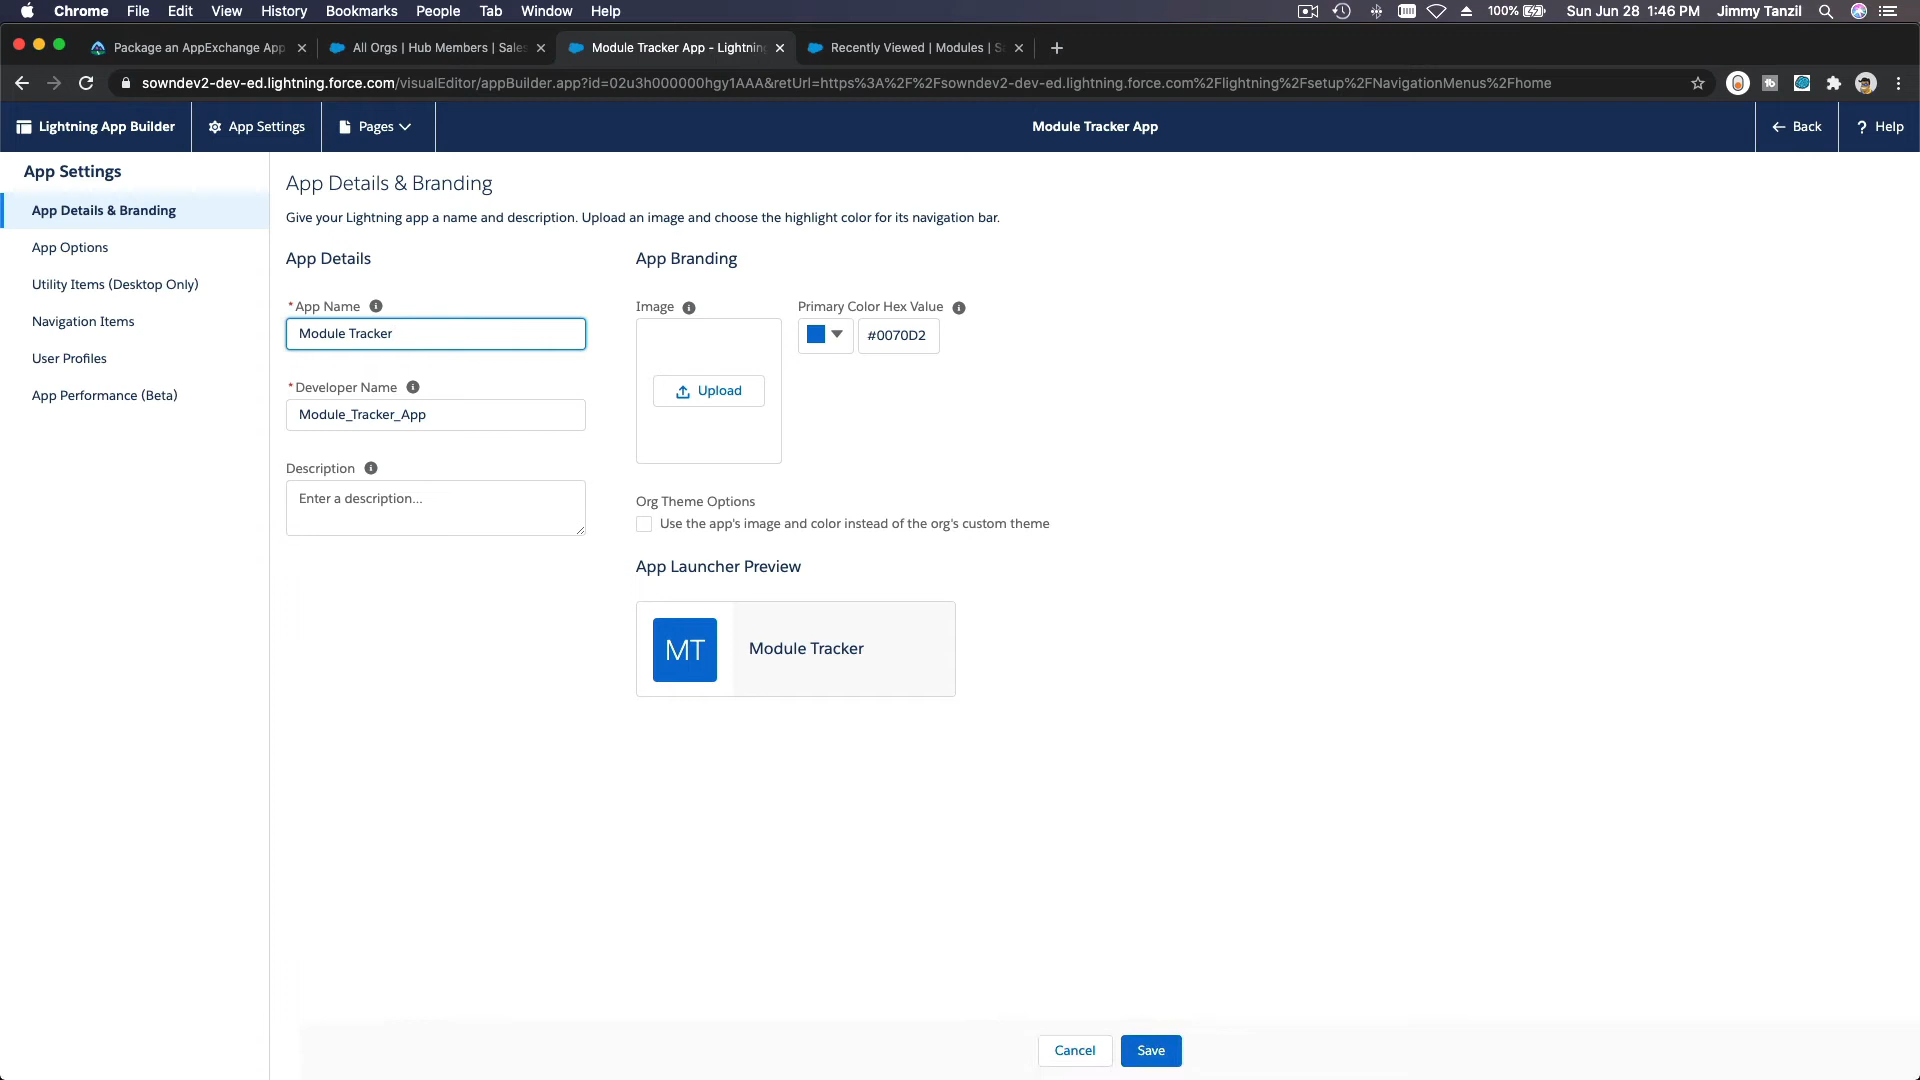 Chrome File Edit View History Bookmarks People Tab Window Help 100% Sun Jun 28 1:46 PM Jimmy Tanzil
Package an AppExchange App All Orgs | Hub Members | Sales Module Tracker App - Lightning Recently Viewed | Modules | S
sowndev2-dev-ed.lightning.force.com/visualEditor/appBuilder.app?id=02u3h000000hgy1AAA&retUrl=https%3A%2F%2Fsowndev2-dev-ed.lightning.force.com%2Flightning%2Fsetup%2FNavigationMenus%2Fhome
Lightning App Builder App Settings Pages Module Tracker App Back ? Help
App Settings
App Details & Branding
App Options
Utility Items (Desktop Only)
Navigation Items
User Profiles
App Performance (Beta)
App Details & Branding
Give your Lightning app a name and description. Upload an image and choose the highlight color for its navigation bar.
App Details
*App Name
Module Tracker
*Developer Name
Module_Tracker_App
Description
Enter a description...
App Branding
Image Primary Color Hex Value
Upload
#0070D2
Org Theme Options
Use the app's image and color instead of the org's custom theme
App Launcher Preview
MT Module Tracker
Cancel Save